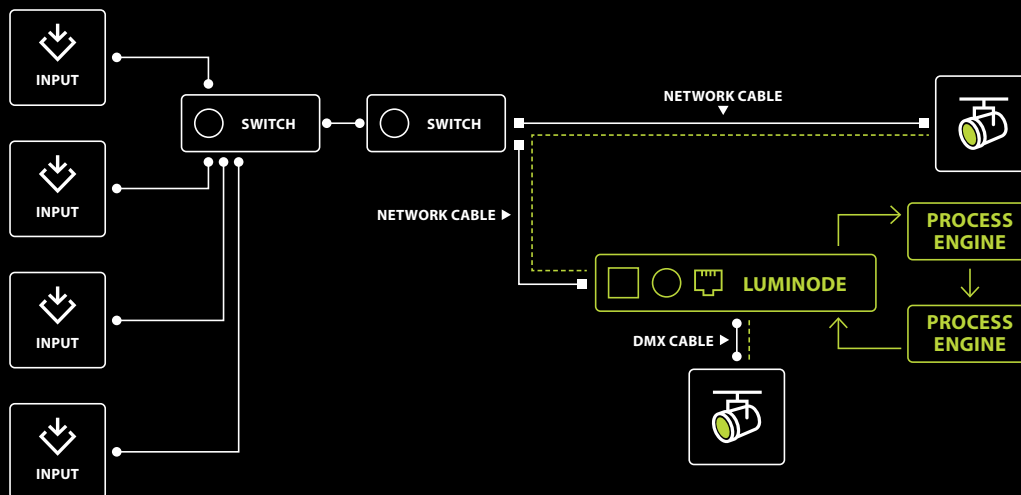 INPUT
SWITCH
SWITCH
NETWORK CABLE
INPUT
NETWORK CABLE
PROCESS
ENGINE
LUMINODE
INPUT
DMX CABLE
PROCESS
ENGINE
INPUT